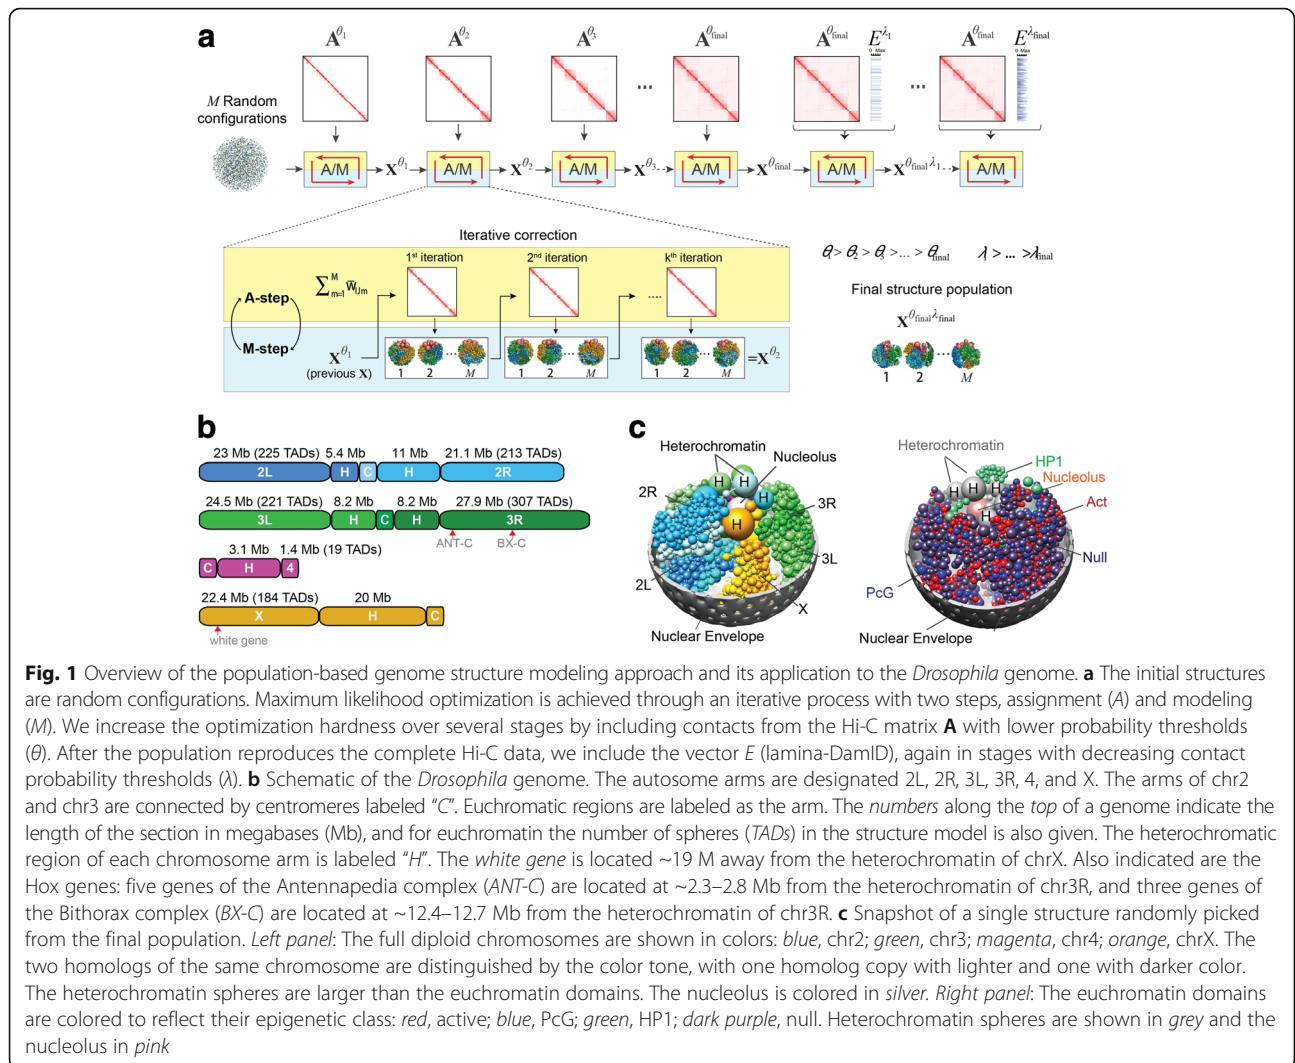 a
A^θ1
A^θ2
A^θ3
A^θfinal
A^θfinal
E^λ1
A^θfinal
E^λfinal
0 Max
0 Max
M Random
configurations
...
...
A/M
X^θ1
A/M
X^θ2
A/M
X^θ3
A/M
X^θfinal
A/M
X^θfinal λ1
A/M
Iterative correction
1st iteration
2nd iteration
kth iteration
A-step
∑ M m=1 W̃IJm
....
M-step
X^θ1
(previous X)
1 2 ... M
1 2 ... M
1 2 ... M
=X^θ2
θ1> θ2 > θ3 >...> θfinal
λ1 > ... > λfinal
Final structure population
X^θfinal λfinal
1 2 ... M
b
23 Mb (225 TADs) 5.4 Mb 11 Mb 21.1 Mb (213 TADs)
2L H C H 2R
24.5 Mb (221 TADs) 8.2 Mb 8.2 Mb 27.9 Mb (307 TADs)
3L H C H 3R
ANT-C BX-C
3.1 Mb 1.4 Mb (19 TADs)
C H 4
22.4 Mb (184 TADs) 20 Mb
X H C
white gene
c
Heterochromatin
Nucleolus
2R
H
H
H
H
3R
3L
2L
X
Nuclear Envelope
Heterochromatin
HP1
Nucleolus
Act
H
H
H
H
Null
PcG
Nuclear Envelope
Fig. 1 Overview of the population-based genome structure modeling approach and its application to the Drosophila genome. a The initial structures
are random configurations. Maximum likelihood optimization is achieved through an iterative process with two steps, assignment (A) and modeling
(M). We increase the optimization hardness over several stages by including contacts from the Hi-C matrix A with lower probability thresholds
(θ). After the population reproduces the complete Hi-C data, we include the vector E (lamina-DamID), again in stages with decreasing contact
probability thresholds (λ). b Schematic of the Drosophila genome. The autosome arms are designated 2L, 2R, 3L, 3R, 4, and X. The arms of chr2
and chr3 are connected by centromeres labeled “C”. Euchromatic regions are labeled as the arm. The numbers along the top of a genome indicate the
length of the section in megabases (Mb), and for euchromatin the number of spheres (TADs) in the structure model is also given. The heterochromatic
region of each chromosome arm is labeled “H”. The white gene is located ~19 M away from the heterochromatin of chrX. Also indicated are the
Hox genes: five genes of the Antennapedia complex (ANT-C) are located at ~2.3–2.8 Mb from the heterochromatin of chr3R, and three genes of
the Bithorax complex (BX-C) are located at ~12.4–12.7 Mb from the heterochromatin of chr3R. c Snapshot of a single structure randomly picked
from the final population. Left panel: The full diploid chromosomes are shown in colors: blue, chr2; green, chr3; magenta, chr4; orange, chrX. The
two homologs of the same chromosome are distinguished by the color tone, with one homolog copy with lighter and one with darker color.
The heterochromatin spheres are larger than the euchromatin domains. The nucleolus is colored in silver. Right panel: The euchromatin domains
are colored to reflect their epigenetic class: red, active; blue, PcG; green, HP1; dark purple, null. Heterochromatin spheres are shown in grey and the
nucleolus in pink